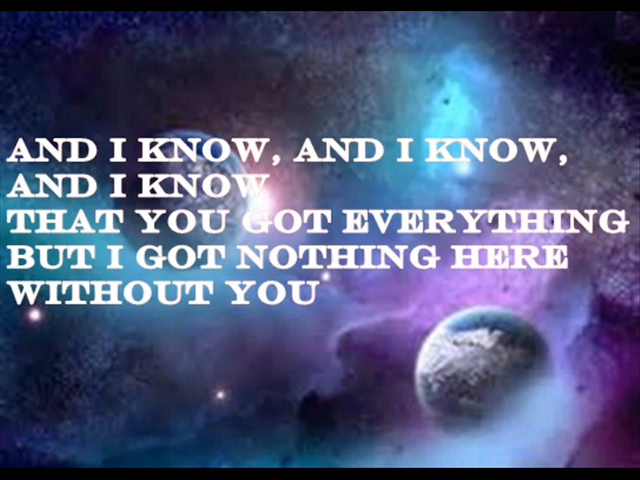 AND I KNOW, AND I KNOW,
AND I KNOW
THAT YOU GOT EVERYTHING
BUT I GOT NOTHING HERE
WITHOUT YOU